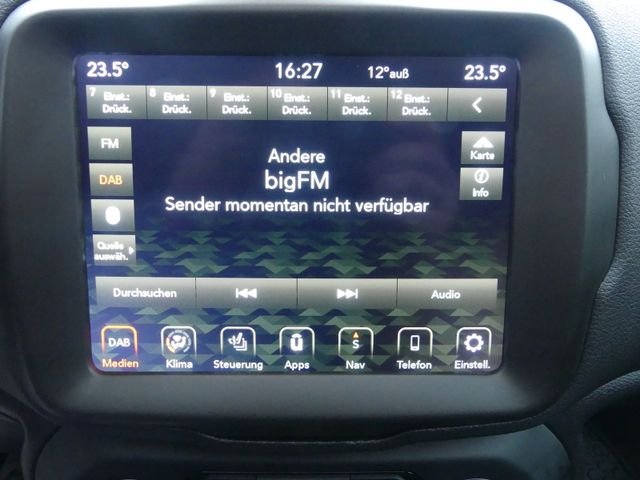 23.5° 16:27 12°auß 23.5°
7 Einst.: Drück.
8 Einst.: Drück.
9 Einst.: Drück.
10 Einst.: Drück.
11 Einst.: Drück.
12 Einst.: Drück.
FM
DAB
Quelle
auswäh.
Andere
bigFM
Sender momentan nicht verfügbar
Karte
Info
Durchsuchen
Audio
DAB
Medien
Klima
Steuerung
Apps
S
Nav
Telefon
Einstell.